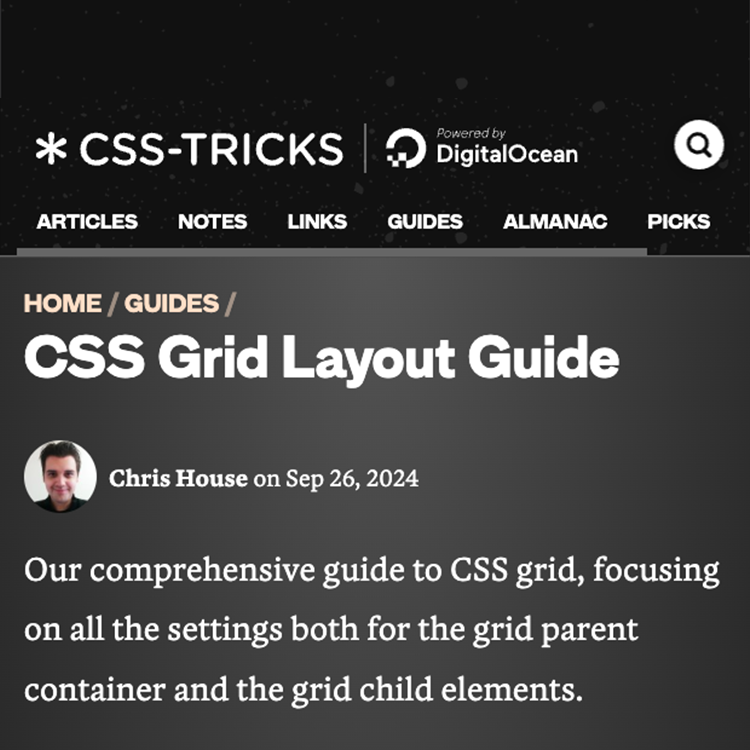 * CSS-TRICKS
Powered by
DigitalOcean
ARTICLES NOTES LINKS GUIDES ALMANAC PICKS
HOME / GUIDES /
CSS Grid Layout Guide
Chris House on Sep 26, 2024
Our comprehensive guide to CSS grid, focusing
on all the settings both for the grid parent
container and the grid child elements.